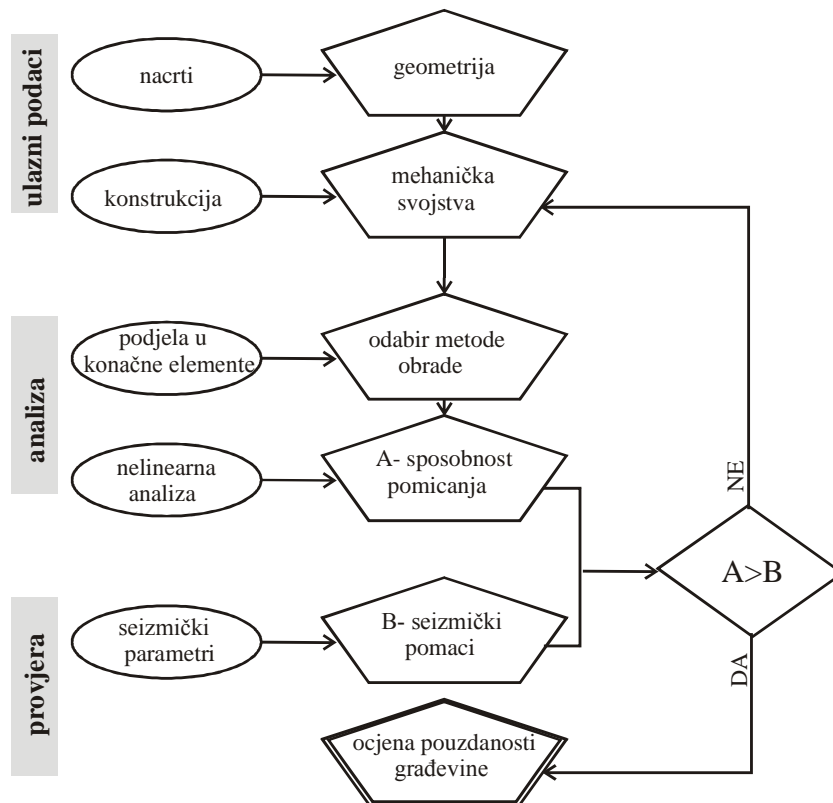 ulazni podaci
nacrti
geometrija
konstrukcija
mehanička
svojstva
analiza
podjela u
konačne elemente
odabir metode
obrade
nelinearna
analiza
A- sposobnost
pomicanja
NE
A>B
DA
provjera
seizmički
parametri
B- seizmički
pomaci
ocjena pouzdanosti
građevine